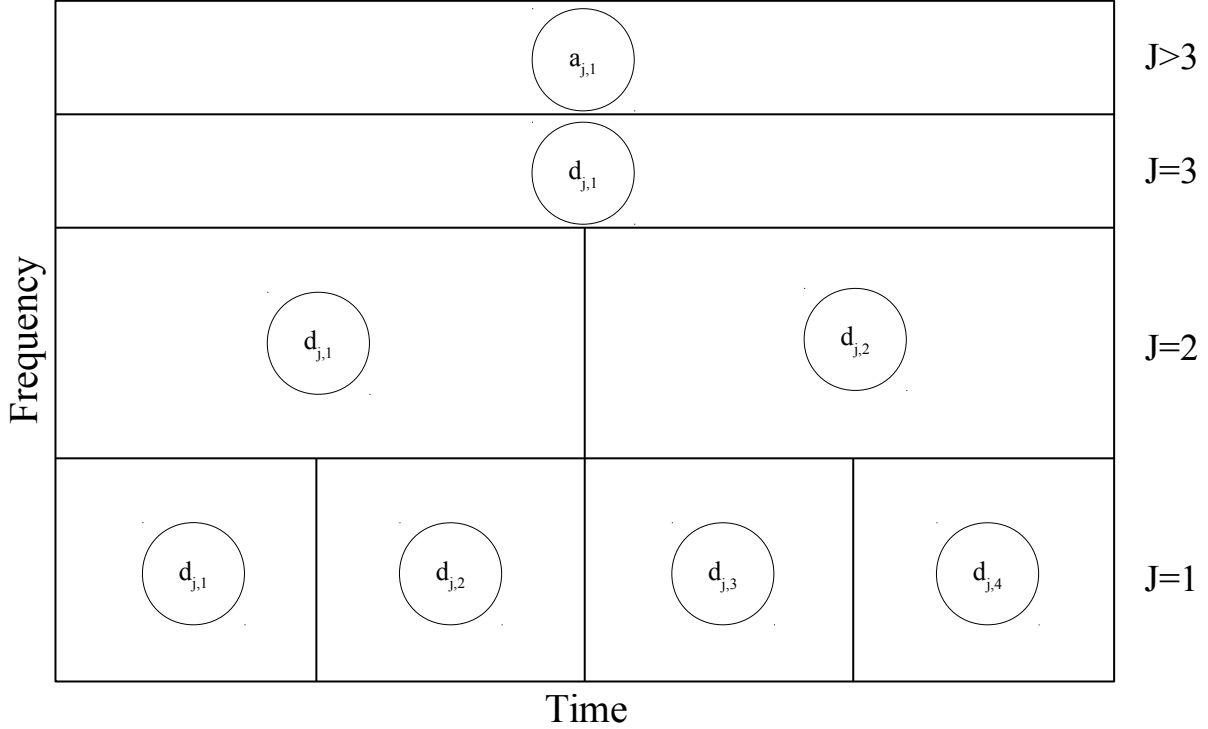 a_{j,1} J>3
d_{j,1} J=3
Frequency
d_{j,1} d_{j,2} J=2
d_{j,1} d_{j,2} d_{j,3} d_{j,4} J=1
Time